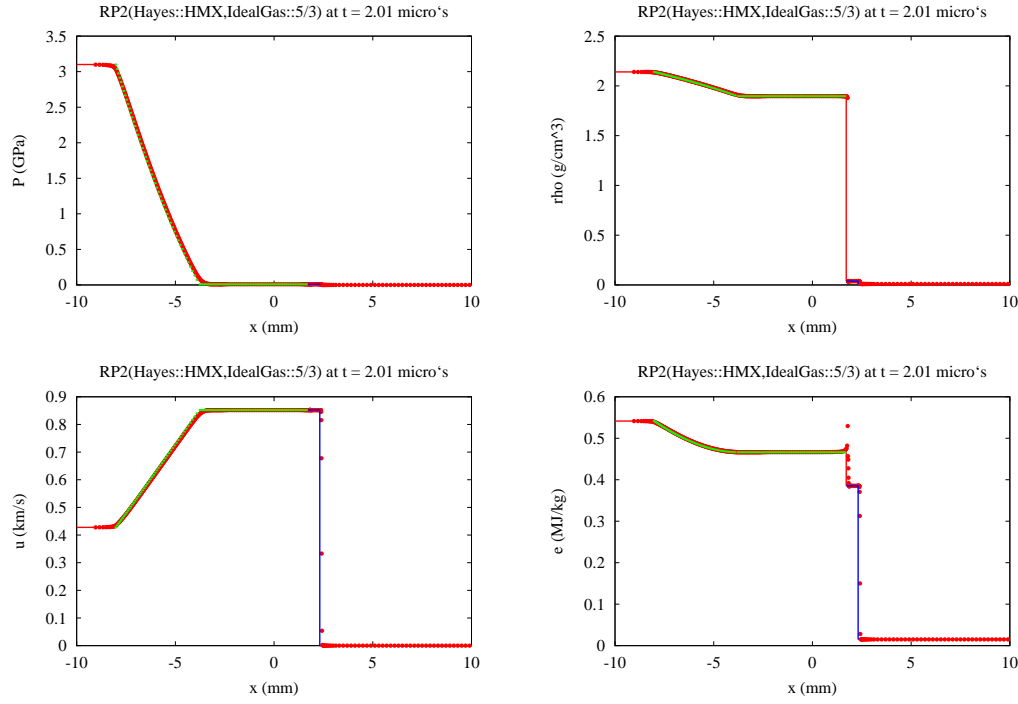 RP2(Hayes::HMX,IdealGas::5/3) at t = 2.01 micro‘s
P (GPa)
3.5
3
2.5
2
1.5
1
0.5
0
-10 -5 0 5 10
x (mm)
RP2(Hayes::HMX,IdealGas::5/3) at t = 2.01 micro‘s
rho (g/cm^3)
2.5
2
1.5
1
0.5
0
-10 -5 0 5 10
x (mm)
RP2(Hayes::HMX,IdealGas::5/3) at t = 2.01 micro‘s
u (km/s)
0.9
0.8
0.7
0.6
0.5
0.4
0.3
0.2
0.1
0
-10 -5 0 5 10
x (mm)
RP2(Hayes::HMX,IdealGas::5/3) at t = 2.01 micro‘s
e (MJ/kg)
0.6
0.5
0.4
0.3
0.2
0.1
0
-10 -5 0 5 10
x (mm)